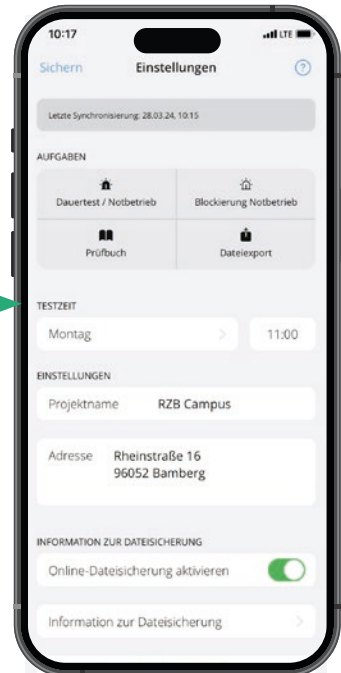 10:17
LTE
Sichern Einstellungen ?
Letzte Synchronisierung: 28.03.24, 10:15
AUFGABEN
Dauertest / Notbetrieb Blockierung Notbetrieb
Prüfbuch Dateiexport
TESTZEIT
Montag 11:00
EINSTELLUNGEN
Projektname RZB Campus
Adresse Rheinstraße 16
96052 Bamberg
INFORMATION ZUR DATEISICHERUNG
Online-Dateisicherung aktivieren
Information zur Dateisicherung